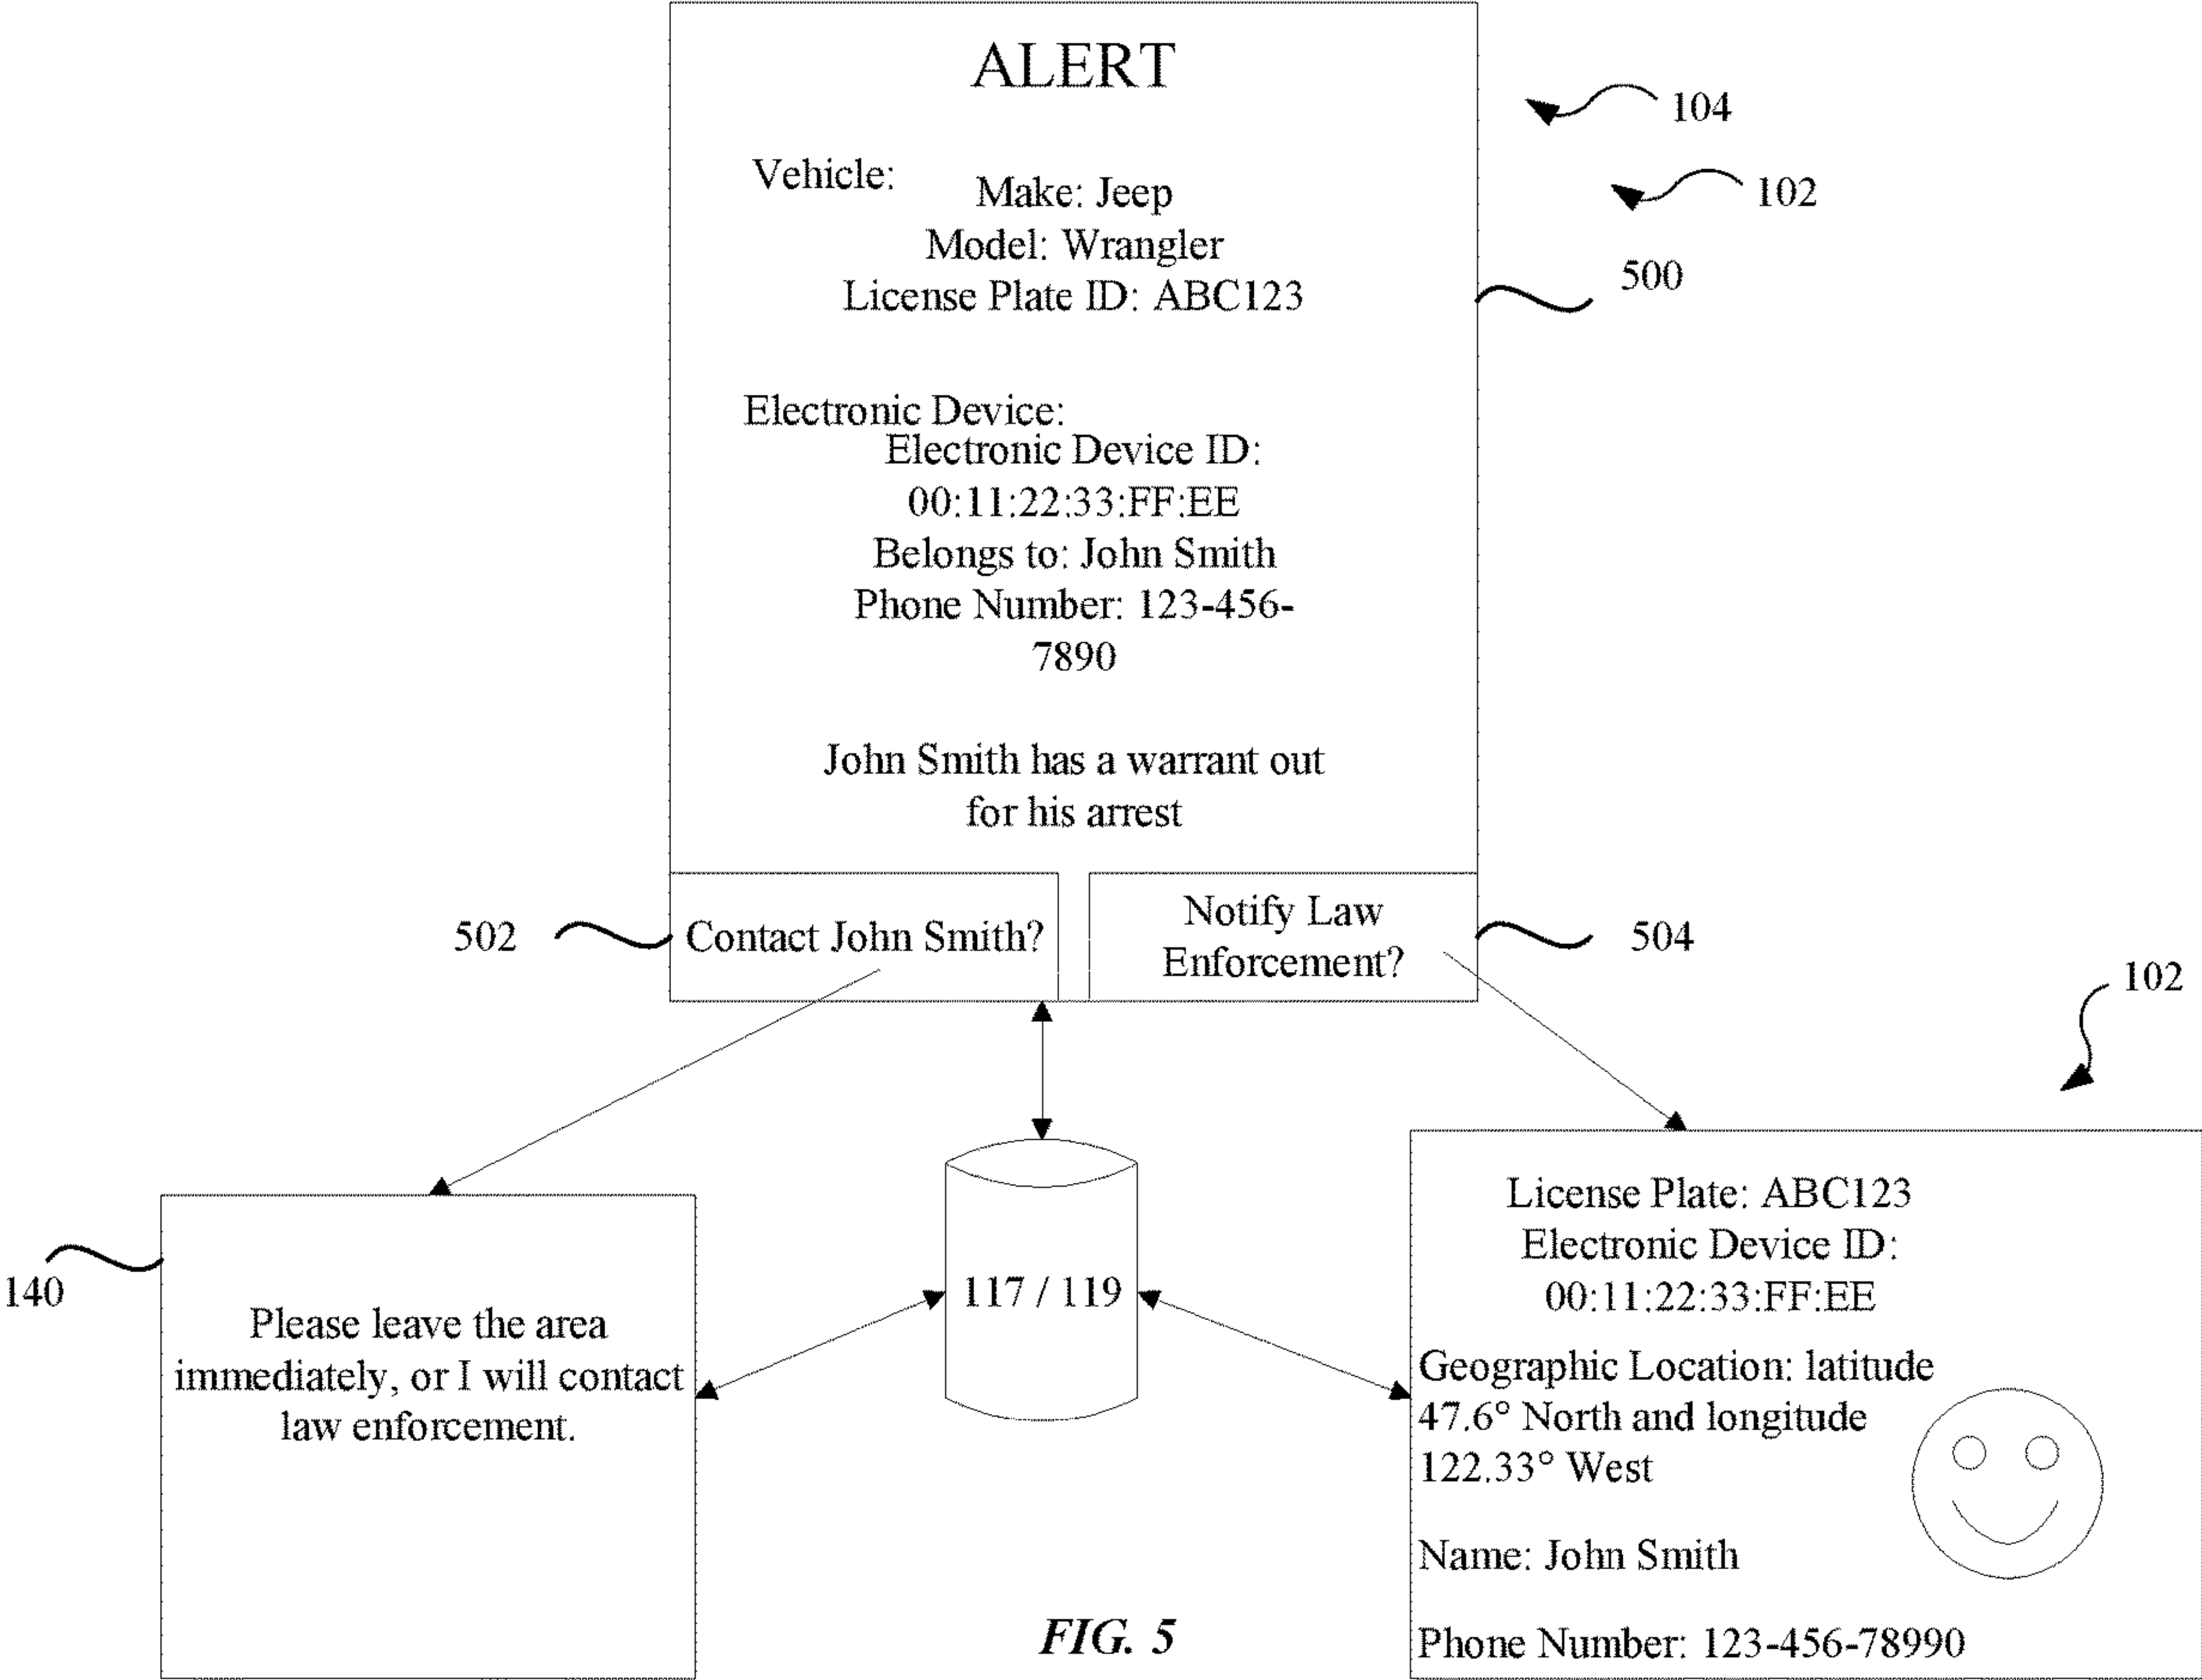 ALERT
104
Vehicle:
102
Make: Jeep
Model: Wrangler
500
License Plate ID: ABC123
Electronic Device:
Electronic Device ID:
00:11:22:33:FF:EE
Belongs to: John Smith
Phone Number: 123-456-
7890
John Smith has a warrant out
for his arrest
502
Contact John Smith?
Notify Law
Enforcement?
504
102
140
Please leave the area
immediately, or I will contact
law enforcement.
117 / 119
License Plate: ABC123
Electronic Device ID:
00:11:22:33:FF:EE
Geographic Location: latitude
47.6° North and longitude
122.33° West
Name: John Smith
Phone Number: 123-456-78990
FIG. 5